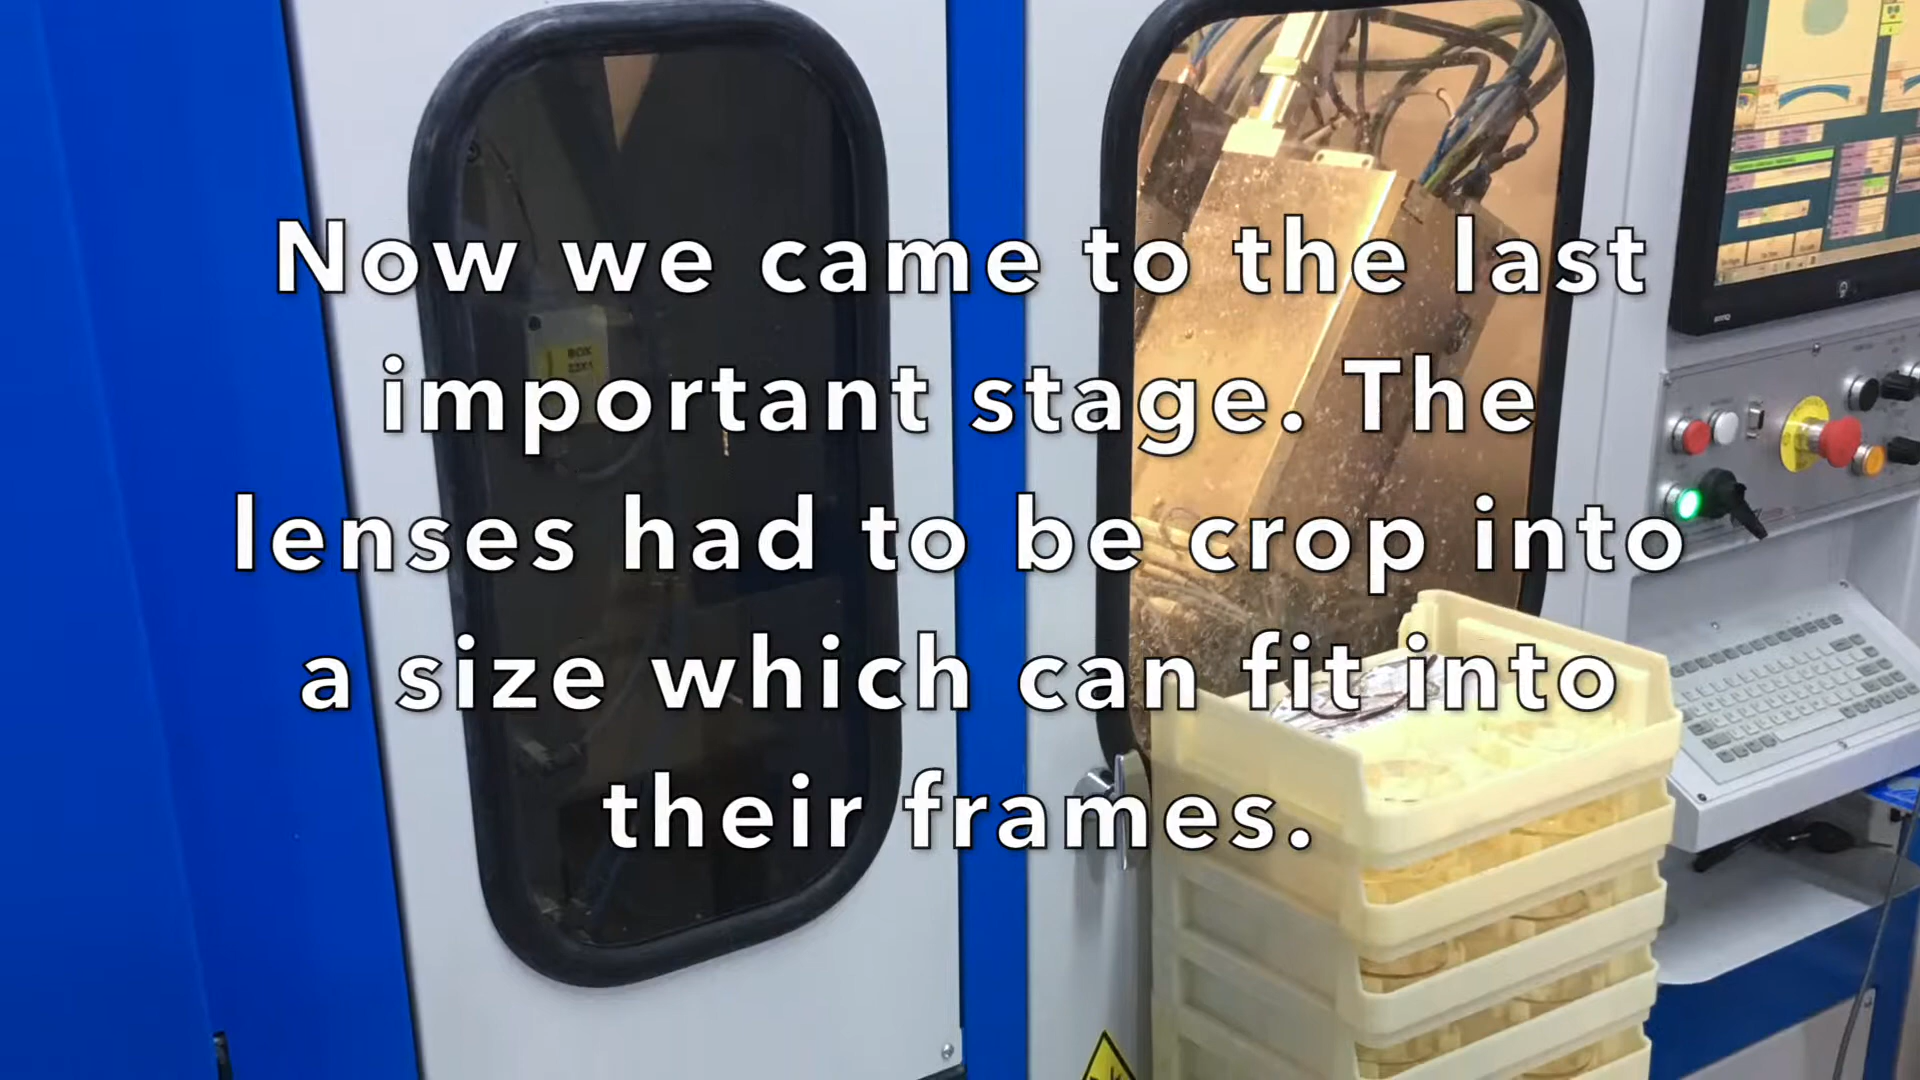 Now we came to the last
important stage. The
lenses had to be crop into
a size which can fit into
their frames.
BOX